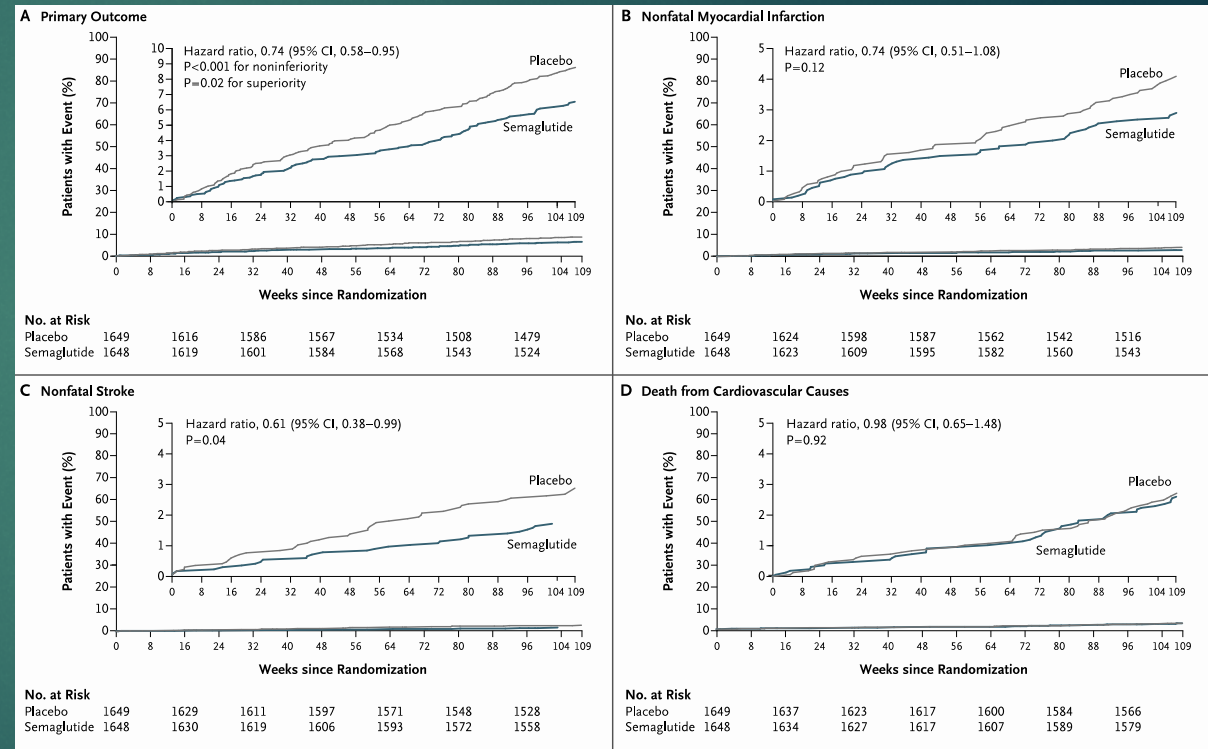 A Primary Outcome
Patients with Event (%)
100
90
80
70
60
50
40
30
20
10
0
10
9
8
7
6
5
4
3
2
1
0
Hazard ratio, 0.74 (95% CI, 0.58–0.95)
P<0.001 for noninferiority
P=0.02 for superiority
Placebo
Semaglutide
0 8 16 24 32 40 48 56 64 72 80 88 96 104 109
0 8 16 24 32 40 48 56 64 72 80 88 96 104 109
Weeks since Randomization
No. at Risk
Placebo 1649 1616 1586 1567 1534 1508 1479
Semaglutide 1648 1619 1601 1584 1568 1543 1524
B Nonfatal Myocardial Infarction
Patients with Event (%)
100
90
80
70
60
50
40
30
20
10
0
5
4
3
2
1
0
Hazard ratio, 0.74 (95% CI, 0.51–1.08)
P=0.12
Placebo
Semaglutide
0 8 16 24 32 40 48 56 64 72 80 88 96 104 109
0 8 16 24 32 40 48 56 64 72 80 88 96 104 109
Weeks since Randomization
No. at Risk
Placebo 1649 1624 1598 1587 1562 1542 1516
Semaglutide 1648 1623 1609 1595 1582 1560 1543
C Nonfatal Stroke
Patients with Event (%)
100
90
80
70
60
50
40
30
20
10
0
5
4
3
2
1
0
Hazard ratio, 0.61 (95% CI, 0.38–0.99)
P=0.04
Placebo
Semaglutide
0 8 16 24 32 40 48 56 64 72 80 88 96 104 109
0 8 16 24 32 40 48 56 64 72 80 88 96 104 109
Weeks since Randomization
No. at Risk
Placebo 1649 1629 1611 1597 1571 1548 1528
Semaglutide 1648 1630 1619 1606 1593 1572 1558
D Death from Cardiovascular Causes
Patients with Event (%)
100
90
80
70
60
50
40
30
20
10
0
5
4
3
2
1
0
Hazard ratio, 0.98 (95% CI, 0.65–1.48)
P=0.92
Placebo
Semaglutide
0 8 16 24 32 40 48 56 64 72 80 88 96 104 109
0 8 16 24 32 40 48 56 64 72 80 88 96 104 109
Weeks since Randomization
No. at Risk
Placebo 1649 1637 1623 1617 1600 1584 1566
Semaglutide 1648 1634 1627 1617 1607 1589 1579